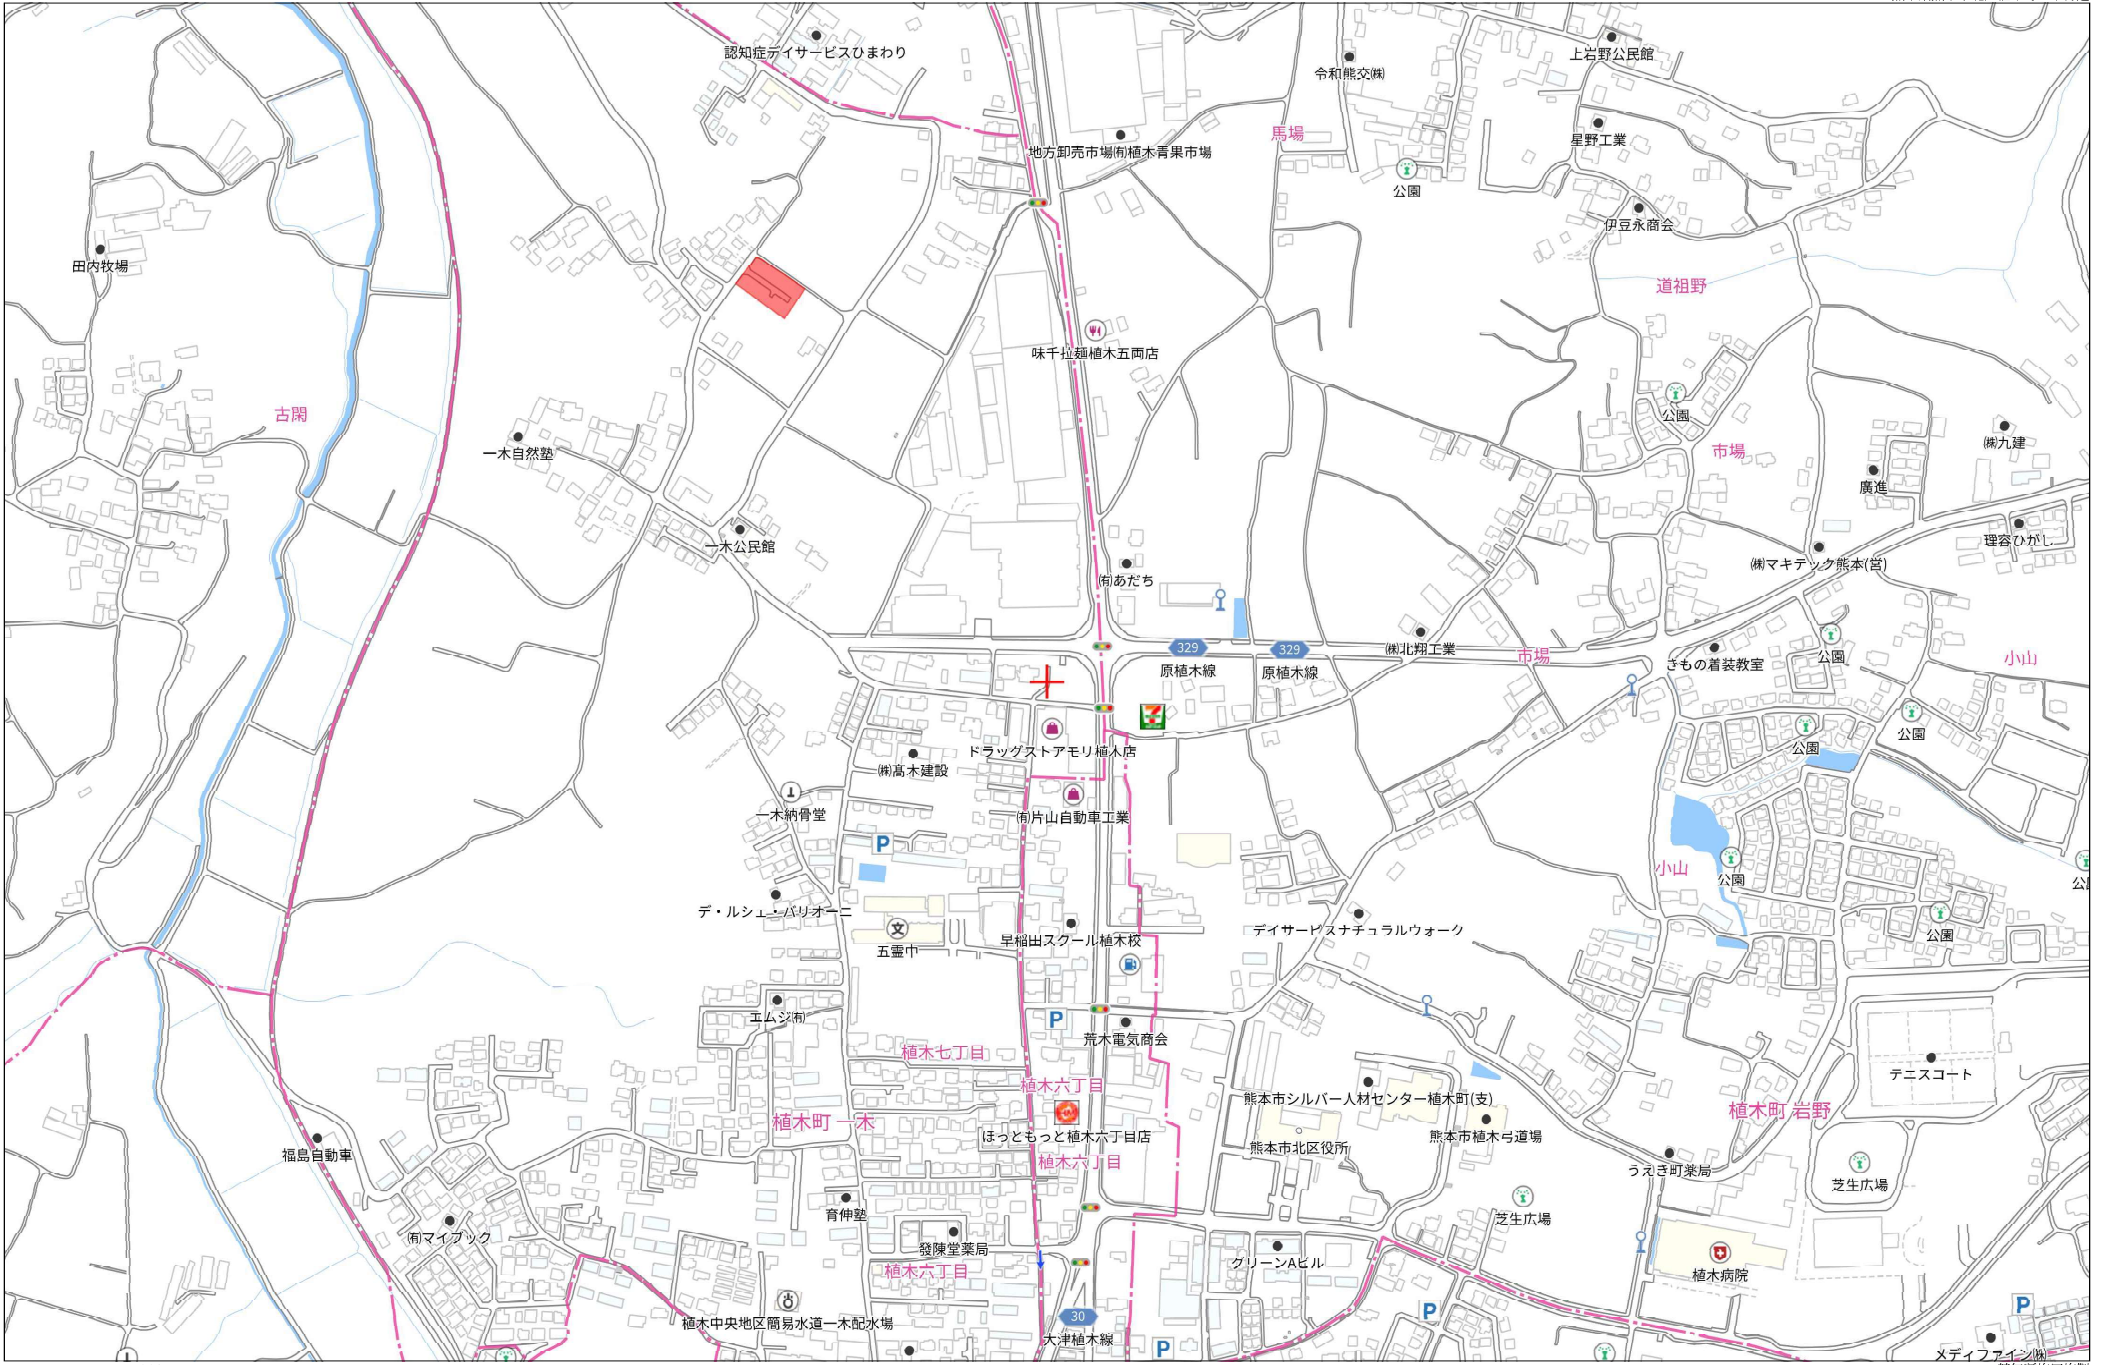 認知症デイサービスひまわり
令和熊交㈱
上岩野公民館
馬場
星野工業
地方卸売市場㈲植木青果市場
公園
伊豆永商会
田内牧場
道祖野
味千拉麺植木五両店
古閑
公園
一木自然塾
市場
㈱九建
廣進
一木公民館
理容ひがし
㈲あだち
㈱マキテック熊本(営)
329
329
㈱北翔工業
市場
原植木線
原植木線
きもの着装教室
公園
小山
公園
公園
ドラッグストアモリ植木店
㈱髙木建設
一木納骨堂
㈲片山自動車工業
P
小山
公園
公
デ・ルシェ・バリオーニ
文
五霊中
早稲田スクール植木校
デイサービスナチュラルウォーク
公園
エムジ㈲
P
荒木電気商会
植木七丁目
植木六丁目
テニスコート
熊本市シルバー人材センター植木町(支)
植木町 一木
植木町 岩野
ほっともっと植木六丁目店
熊本市植木弓道場
熊本市北区役所
福島自動車
植木六丁目
うえき町薬局
芝生広場
育伸塾
芝生広場
㈲マイブック
發陳堂薬局
グリーンAビル
植木六丁目
植木病院
P
P
30
植木中央地区簡易水道一木配水場
大津植木線
P
メディファイン㈱